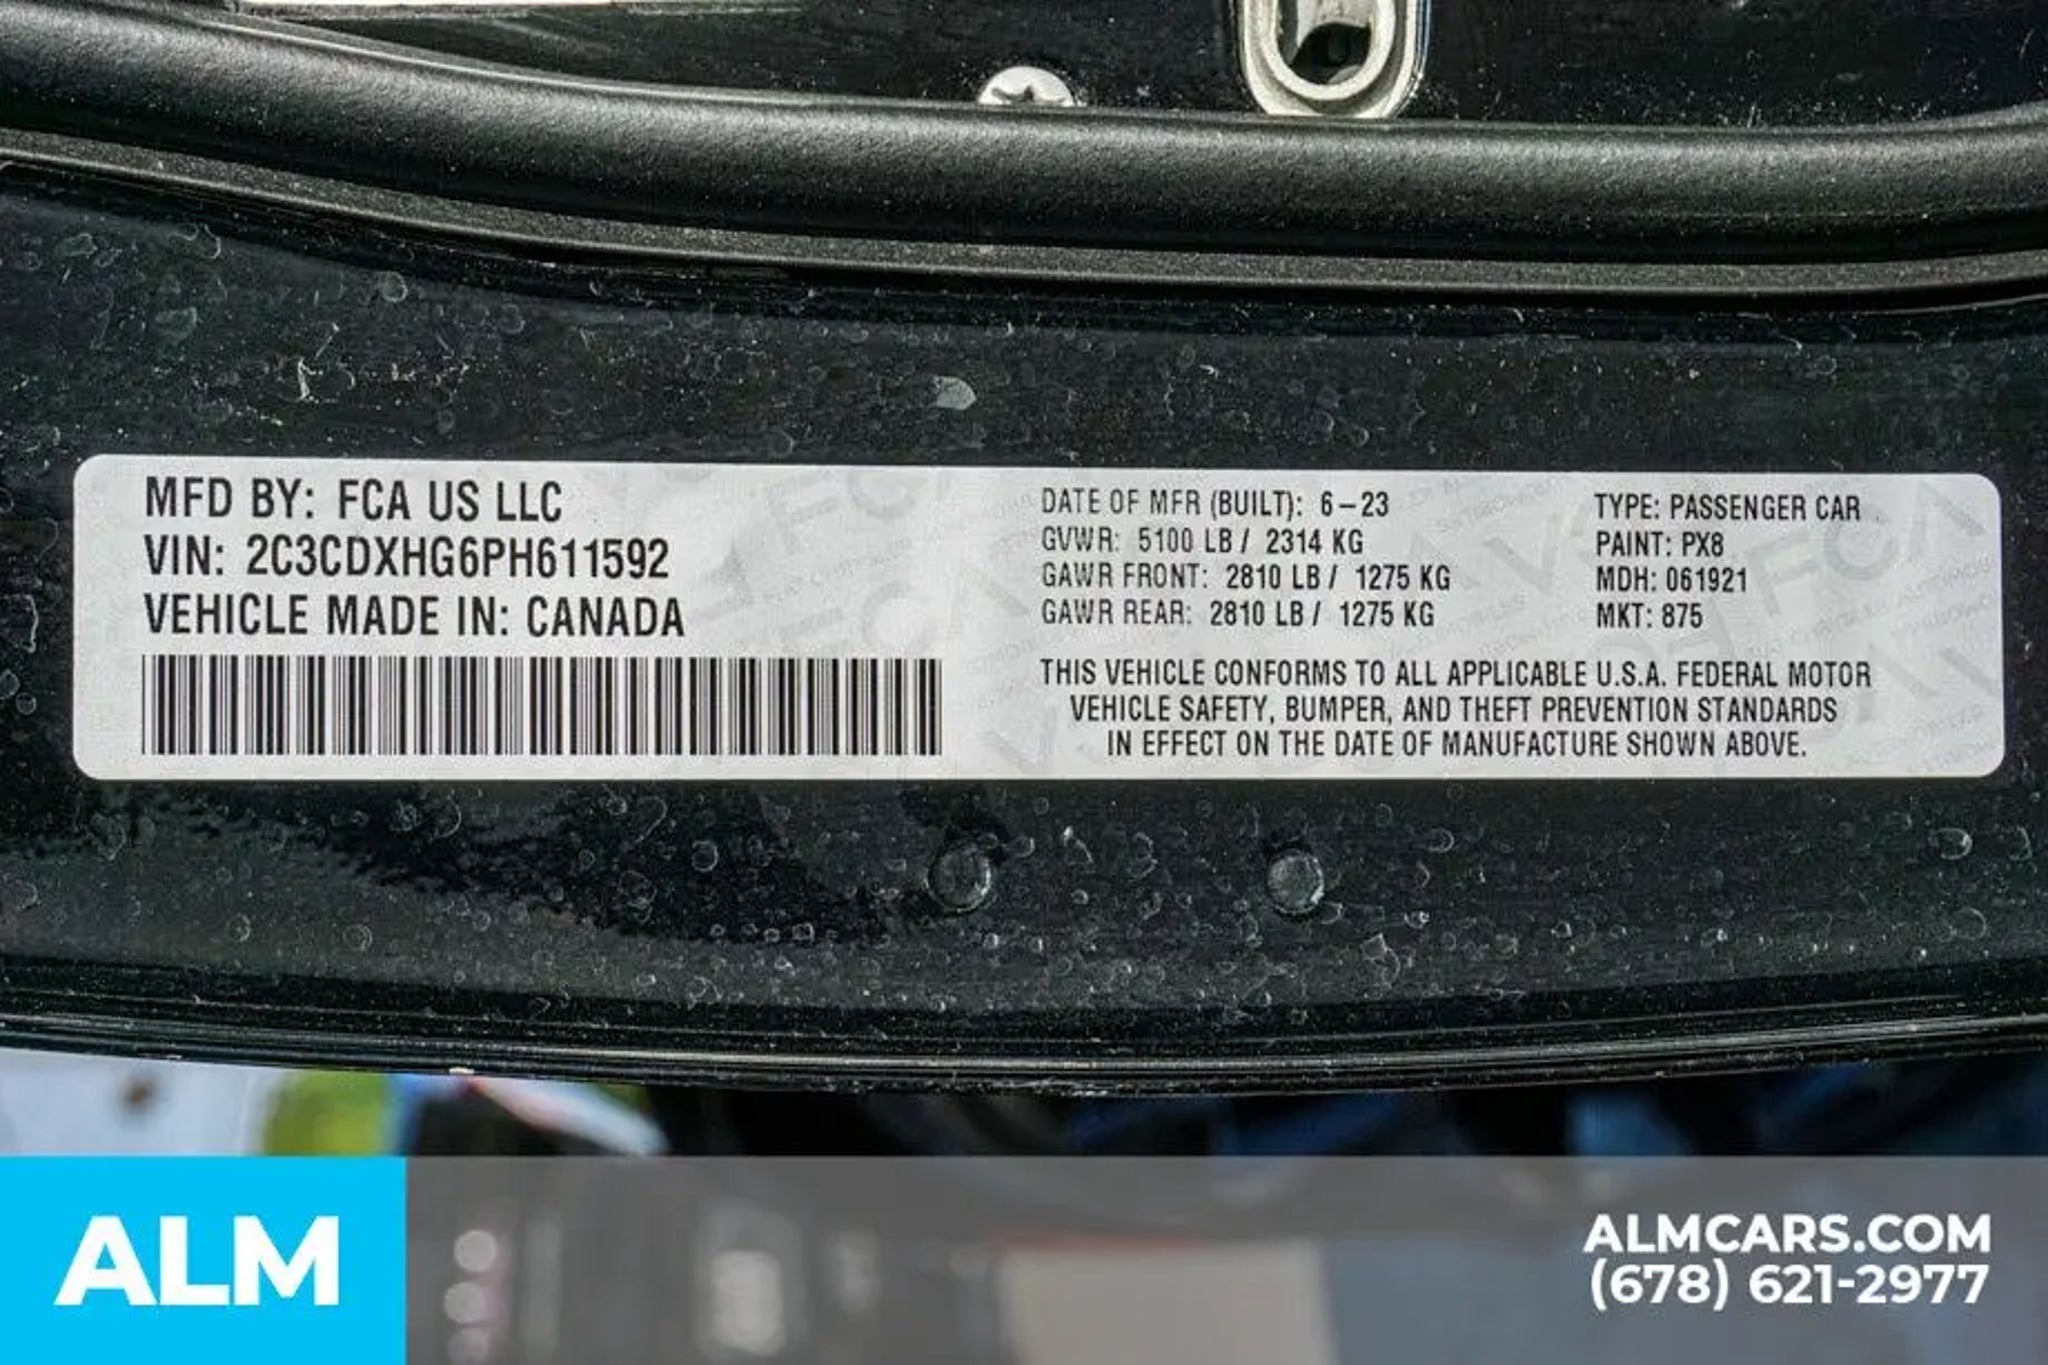 MFD BY: FCA US LLC
VIN: 2C3CDXHG6PH611592
VEHICLE MADE IN: CANADA
DATE OF MFR (BUILT): 6-23
GVWR: 5100 LB / 2314 KG
GAWR FRONT: 2810 LB / 1275 KG
GAWR REAR: 2810 LB / 1275 KG
TYPE: PASSENGER CAR
PAINT: PX8
MDH: 061921
MKT: 875
THIS VEHICLE CONFORMS TO ALL APPLICABLE U.S.A. FEDERAL MOTOR
VEHICLE SAFETY, BUMPER, AND THEFT PREVENTION STANDARDS
IN EFFECT ON THE DATE OF MANUFACTURE SHOWN ABOVE.
ALM
ALMCARS.COM
(678) 621-2977